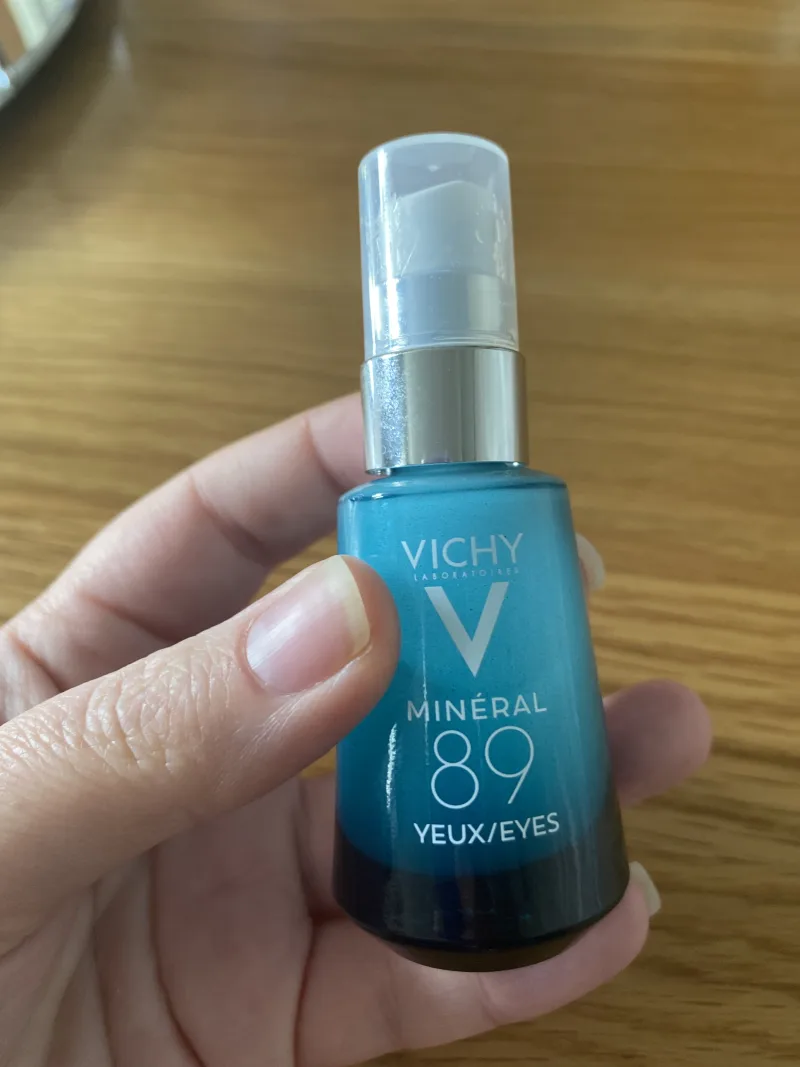 VICHY
LABORATOIRES
V
MINÉRAL
89
YEUX/EYES